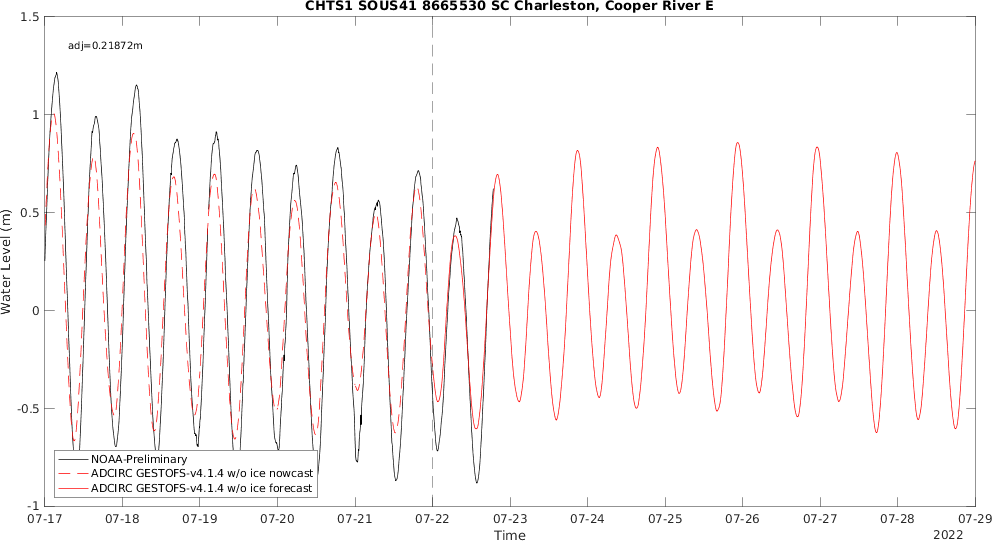 CHTS1 SOUS41 8665530 SC Charleston, Cooper River E
adj=0.21872m
Water Level (m)
1.5
1
0.5
0
-0.5
-1
NOAA-Preliminary
ADCIRC GESTOFS-v4.1.4 w/o ice nowcast
ADCIRC GESTOFS-v4.1.4 w/o ice forecast
07-17 07-18 07-19 07-20 07-21 07-22 07-23 07-24 07-25 07-26 07-27 07-28 07-29
Time
2022